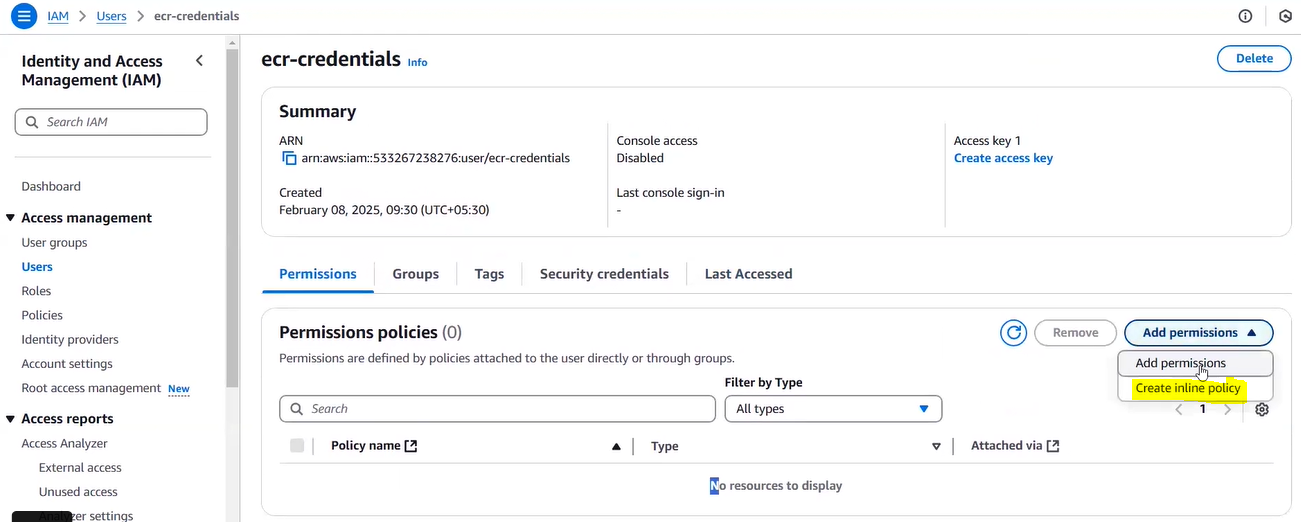 IAM > Users > ecr-credentials
Identity and Access
Management (IAM)
Search IAM
Dashboard
Access management
User groups
Users
Roles
Policies
Identity providers
Account settings
Root access management New
Access reports
Access Analyzer
External access
Unused access
Analyzer settings
ecr-credentials Info
Delete
Summary
ARN
arn:aws:iam::533267238276:user/ecr-credentials
Created
February 08, 2025, 09:30 (UTC+05:30)
Console access
Disabled
Last console sign-in
-
Access key 1
Create access key
Permissions Groups Tags Security credentials Last Accessed
Permissions policies (0)
Remove
Add permissions
Permissions are defined by policies attached to the user directly or through groups.
Add permissions
Create inline policy
Filter by Type
Search
All types
1
Policy name Type Attached via
No resources to display